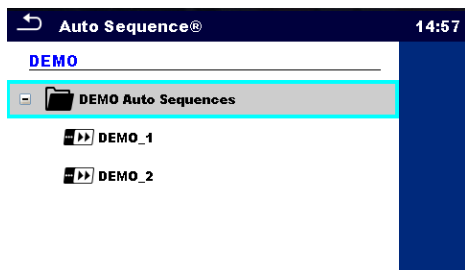 Auto Sequence® 14:57
DEMO
DEMO Auto Sequences
DEMO_1
DEMO_2